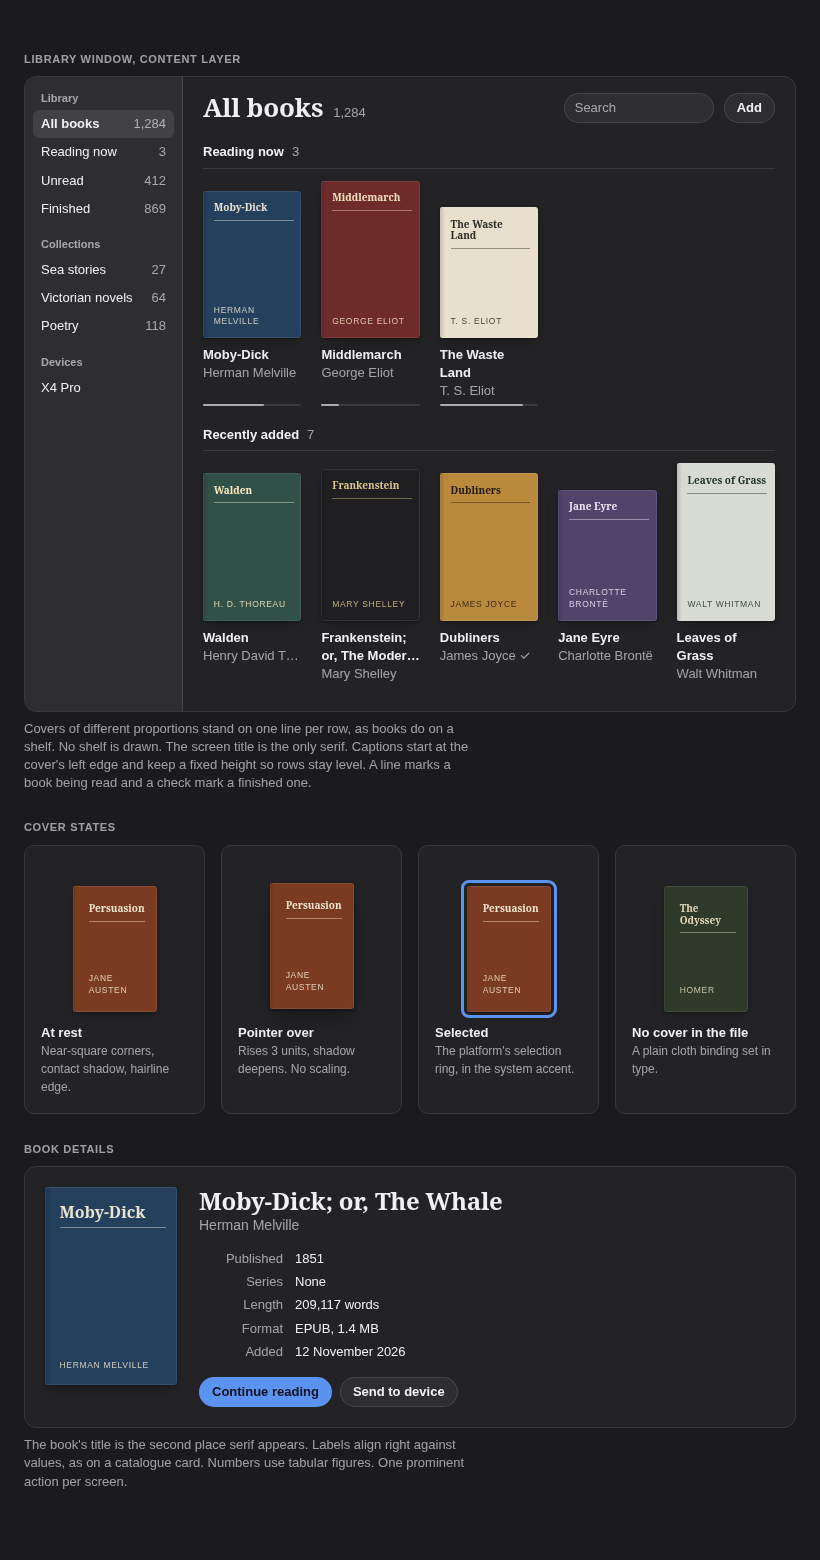 LIBRARY WINDOW, CONTENT LAYER
Library
All books 1,284
Reading now 3
Unread 412
Finished 869
Collections
Sea stories 27
Victorian novels 64
Poetry 118
Devices
X4 Pro
All books 1,284
Search
Add
Reading now 3
Moby-Dick
HERMAN
MELVILLE
Middlemarch
GEORGE ELIOT
The Waste
Land
T. S. ELIOT
Moby-Dick
Herman Melville
Middlemarch
George Eliot
The Waste
Land
T. S. Eliot
Recently added 7
Walden
H. D. THOREAU
Frankenstein
MARY SHELLEY
Dubliners
JAMES JOYCE
Jane Eyre
CHARLOTTE
BRONTË
Leaves of Grass
WALT WHITMAN
Walden
Henry David T…
Frankenstein;
or, The Moder…
Mary Shelley
Dubliners
James Joyce ✓
Jane Eyre
Charlotte Brontë
Leaves of
Grass
Walt Whitman
Covers of different proportions stand on one line per row, as books do on a
shelf. No shelf is drawn. The screen title is the only serif. Captions start at the
cover's left edge and keep a fixed height so rows stay level. A line marks a
book being read and a check mark a finished one.
COVER STATES
Persuasion
JANE
AUSTEN
At rest
Near-square corners,
contact shadow, hairline
edge.
Persuasion
JANE
AUSTEN
Pointer over
Rises 3 units, shadow
deepens. No scaling.
Persuasion
JANE
AUSTEN
Selected
The platform's selection
ring, in the system accent.
The
Odyssey
HOMER
No cover in the file
A plain cloth binding set in
type.
BOOK DETAILS
Moby-Dick
HERMAN MELVILLE
Moby-Dick; or, The Whale
Herman Melville
Published 1851
Series None
Length 209,117 words
Format EPUB, 1.4 MB
Added 12 November 2026
Continue reading
Send to device
The book's title is the second place serif appears. Labels align right against
values, as on a catalogue card. Numbers use tabular figures. One prominent
action per screen.